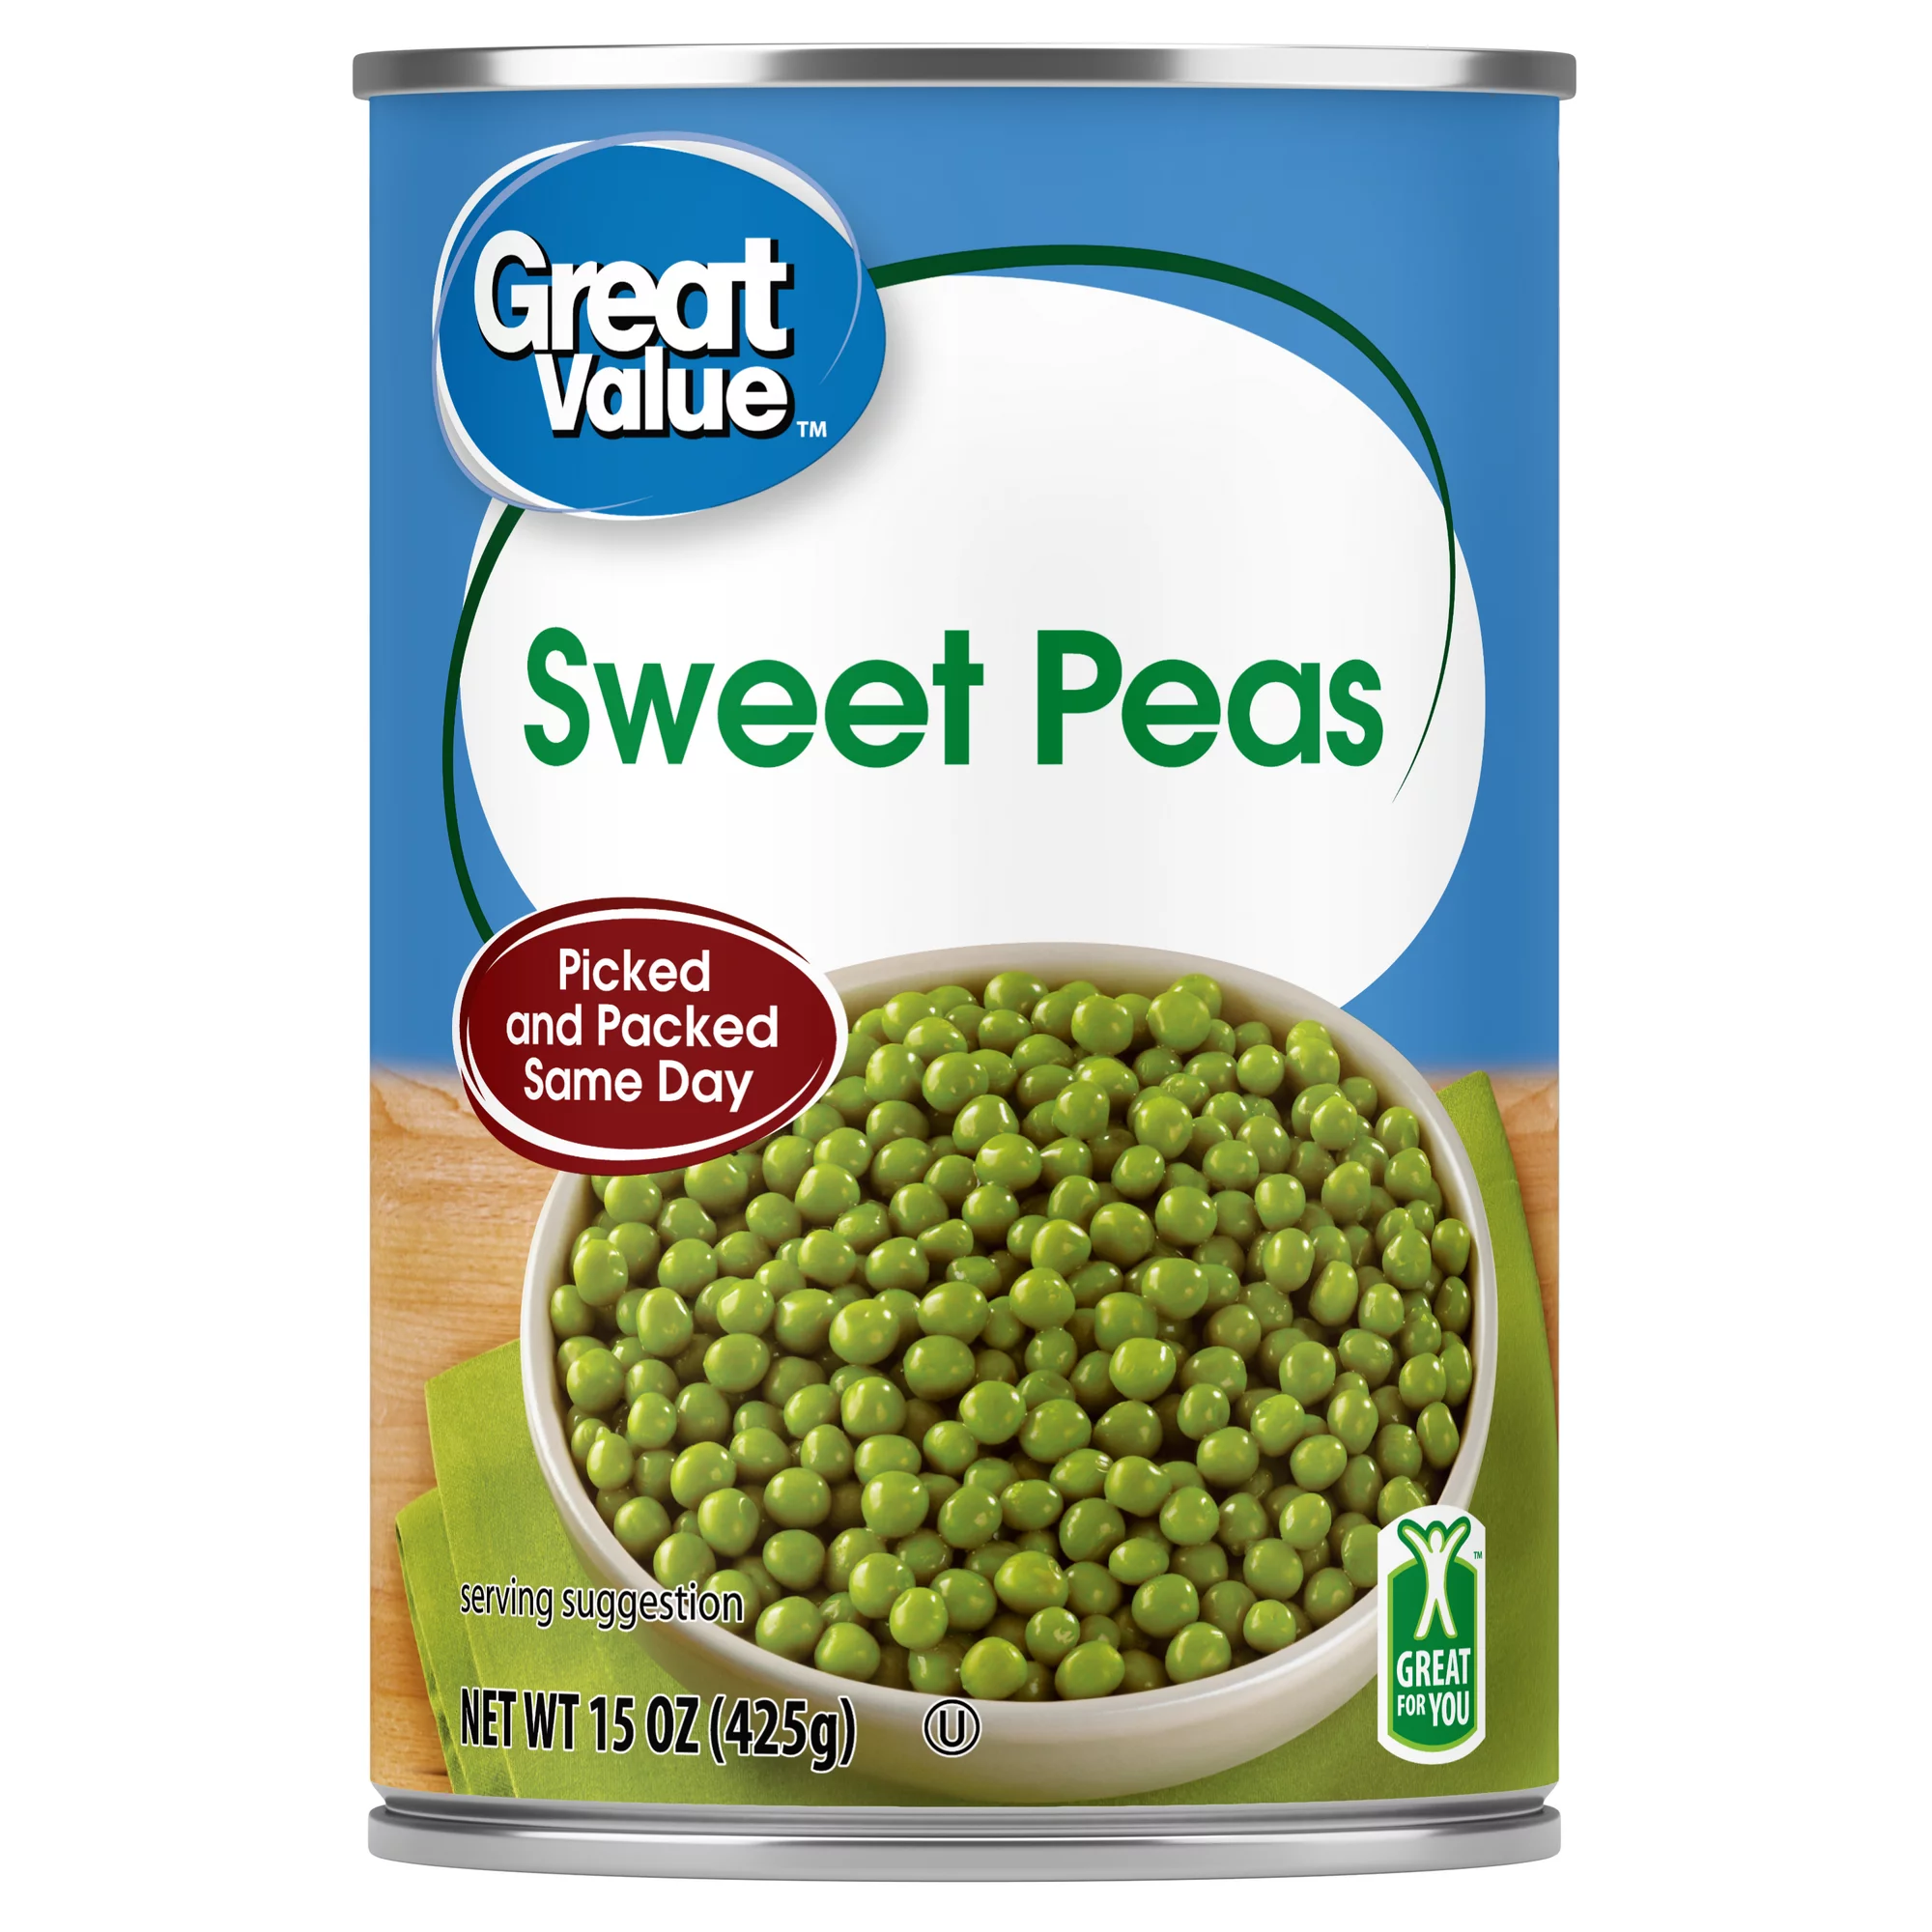 Great
Value™
Sweet Peas
Picked
and Packed
Same Day
serving suggestion
NET WT 15 OZ (425g)
U
™
GREAT
FOR YOU